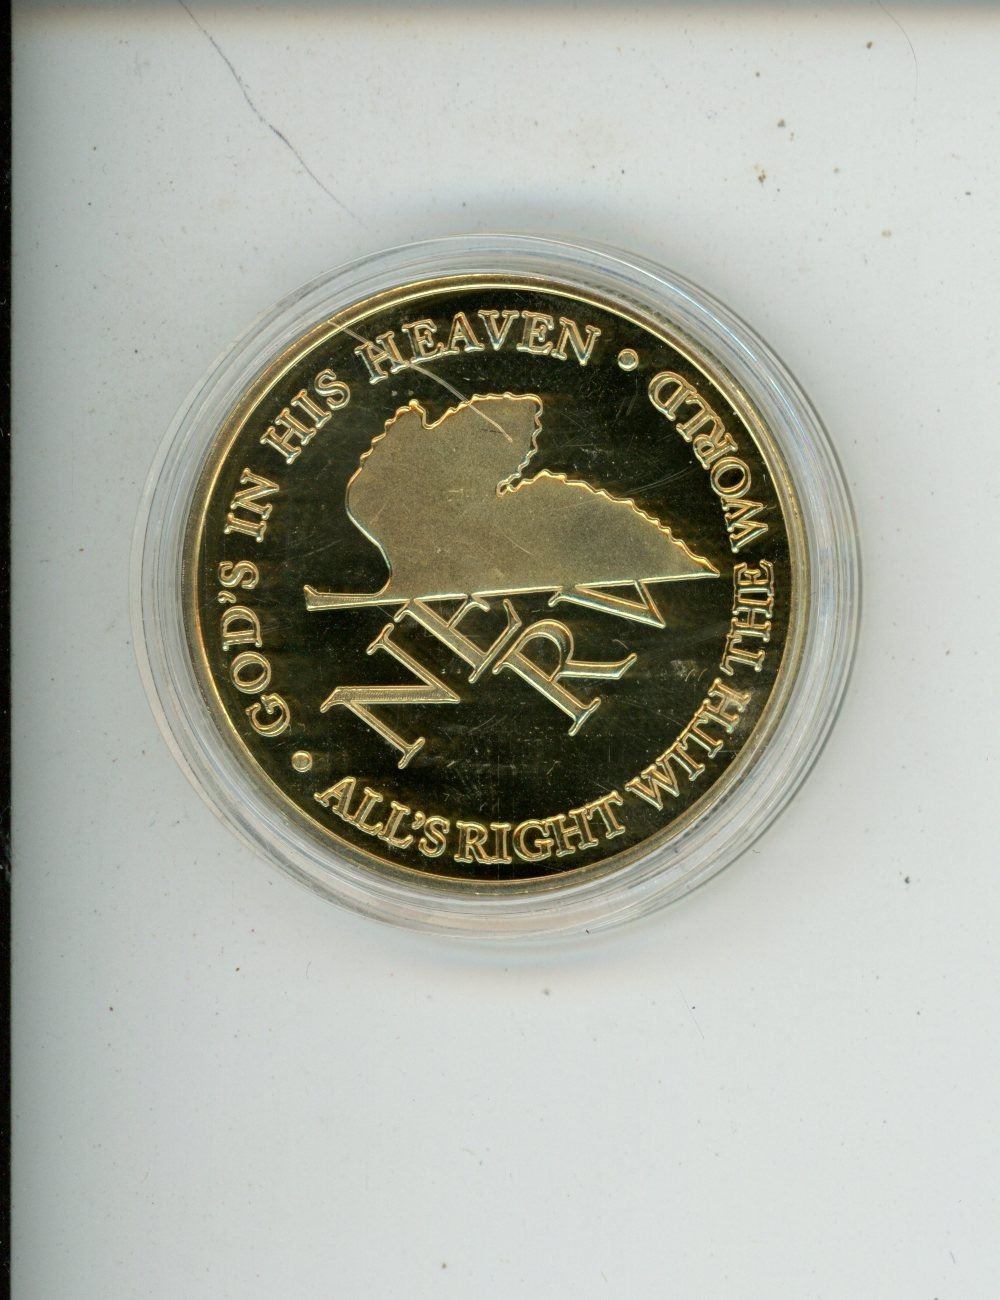 • GOD'S IN HIS HEAVEN •
ALL'S RIGHT WITH THE WORLD
NERV